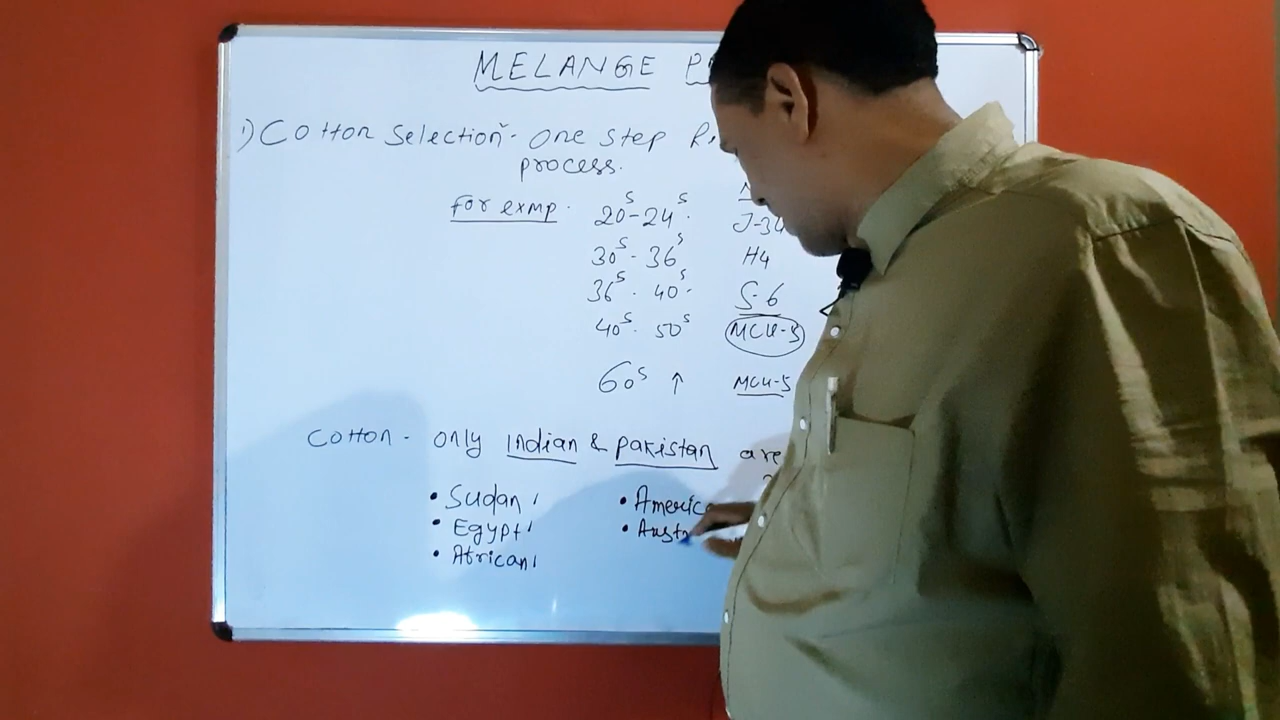 MELANGE
1) Cotton Selection - One Step
process.
For exmp. 20s - 24s. J-34
30s - 36s H4
36s - 40s. S-6
40s - 50s MCU-5
60s ↑ MCU-5
Cotton - only Indian & Pakistan are
• Sudan • America
• Egypt • Austr
• African